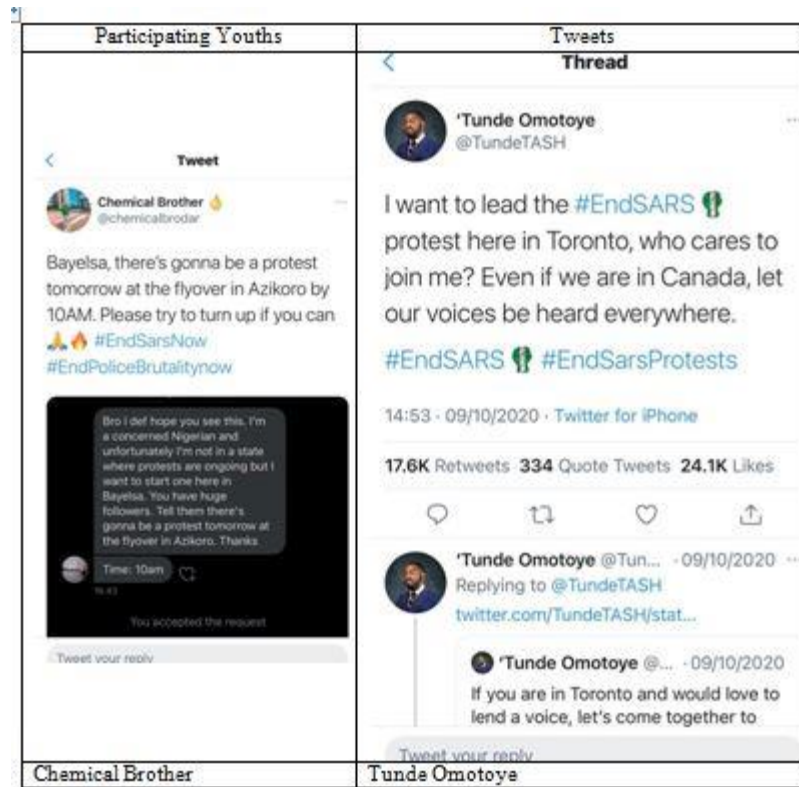 Participating Youths
Tweets
Tweet
Chemical Brother
@chemicalbrodar
Bayelsa, there's gonna be a protest
tomorrow at the flyover in Azikoro by
10AM. Please try to turn up if you can
🙏🔥 #EndSarsNow
#EndPoliceBrutalitynow
Bro I def hope you see this. I'm
a concerned Nigerian and
unfortunately I'm not in a state
where protests are ongoing but I
want to start one here in
Bayelsa. You have huge
followers. Tell them there's
gonna be a protest tomorrow at
the flyover in Azikoro. Thanks
Time: 10am
You accepted the request
Tweet your reply
Chemical Brother
Thread
'Tunde Omotoye
@TundeTASH
I want to lead the #EndSARS
protest here in Toronto, who cares to
join me? Even if we are in Canada, let
our voices be heard everywhere.
#EndSARS #EndSarsProtests
14:53 · 09/10/2020 · Twitter for iPhone
17.6K Retweets 334 Quote Tweets 24.1K Likes
'Tunde Omotoye @Tun... · 09/10/2020
Replying to @TundeTASH
twitter.com/TundeTASH/stat...
'Tunde Omotoye @... · 09/10/2020
If you are in Toronto and would love to
lend a voice, let's come together to
Tweet your reply
Tunde Omotoye